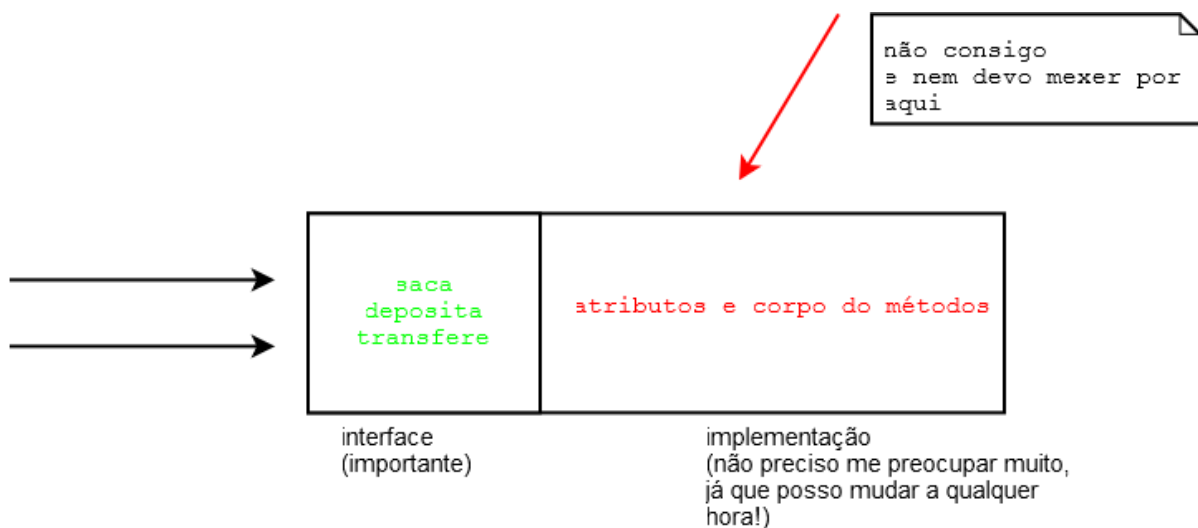 não consigo
e nem devo mexer por
aqui
saca
deposita
transfere
atributos e corpo do métodos
interface
(importante)
implementação
(não preciso me preocupar muito,
já que posso mudar a qualquer
hora!)